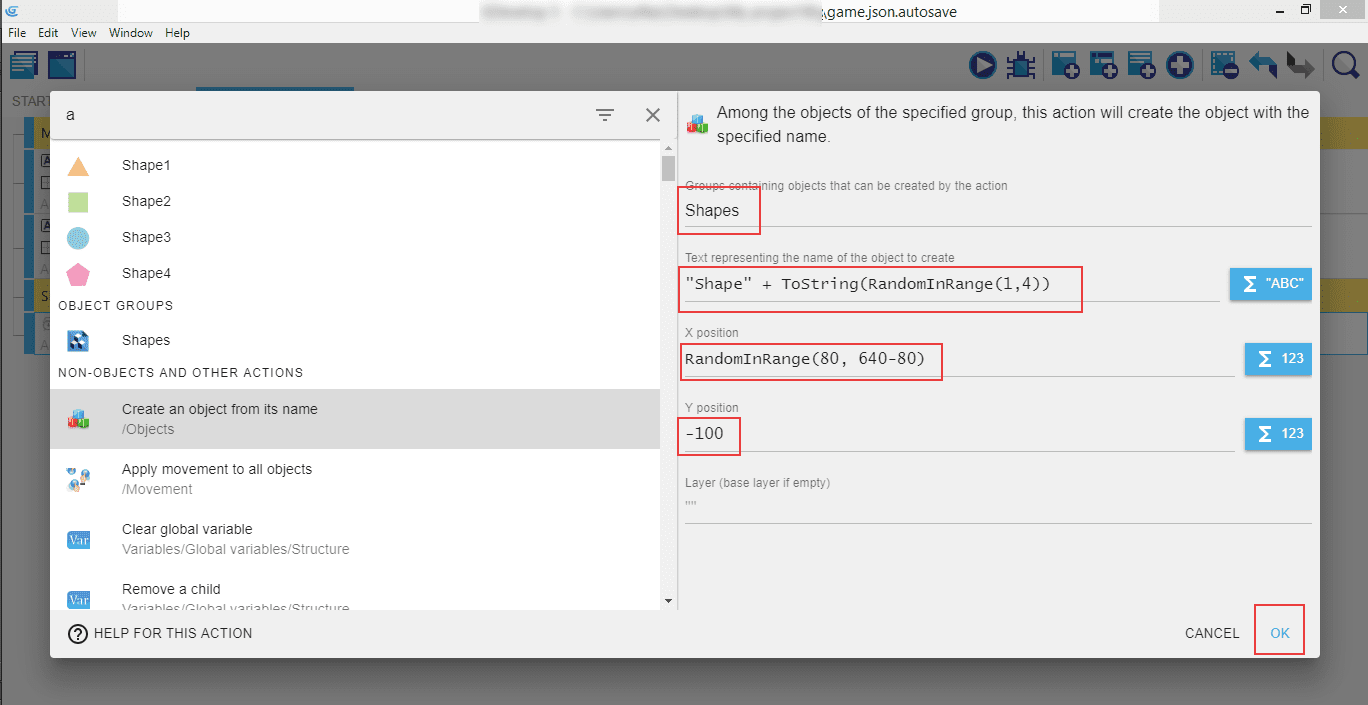 \game.json.autosave
File Edit View Window Help
START
a
Shape1
Shape2
Shape3
Shape4
OBJECT GROUPS
Shapes
NON-OBJECTS AND OTHER ACTIONS
Create an object from its name
/Objects
Apply movement to all objects
/Movement
Var
Clear global variable
Variables/Global variables/Structure
Var
Remove a child
Variables/Global variables/Structure
HELP FOR THIS ACTION
Among the objects of the specified group, this action will create the object with the
specified name.
Groups containing objects that can be created by the action
Shapes
Text representing the name of the object to create
"Shape" + ToString(RandomInRange(1,4))
Σ "ABC"
X position
RandomInRange(80, 640-80)
Σ 123
Y position
-100
Σ 123
Layer (base layer if empty)
""
CANCEL
OK